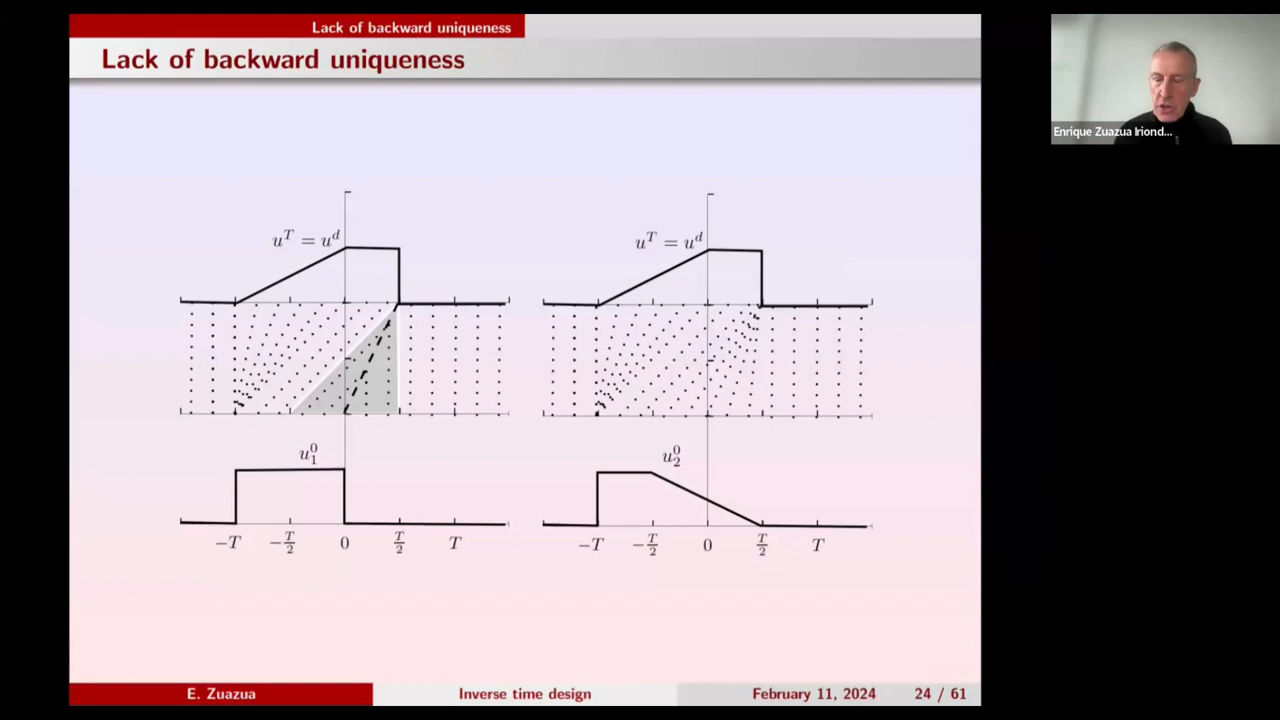 Lack of backward uniqueness
Lack of backward uniqueness
Enrique Zuazua Iriond...
u^T = u^d
u^T = u^d
u_1^0
u_2^0
−T −T/2 0 T/2 T
−T −T/2 0 T/2 T
E. Zuazua Inverse time design February 11, 2024 24 / 61